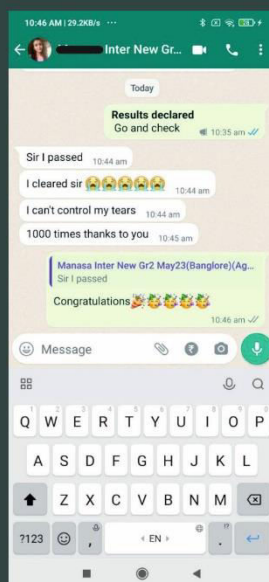 10:46 AM | 29.2KB/s ...
Inter New Gr...
Today
Results declared
Go and check
10:35 am
Sir I passed 10:44 am
I cleared sir 😭😭😭😭😭 10:44 am
I can't control my tears 10:44 am
1000 times thanks to you 10:45 am
Manasa Inter New Gr2 May23(Banglore)(Ag...
Sir I passed
Congratulations🎉🥳🥳🥳🥳
10:46 am
Message
Q W E R T Y U I O P
A S D F G H J K L
Z X C V B N M
?123 , EN .